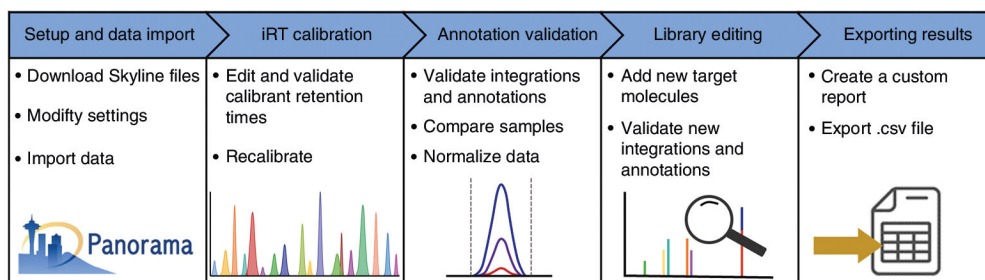 Setup and data import
iRT calibration
Annotation validation
Library editing
Exporting results
• Download Skyline files
• Modifty settings
• Import data
Panorama
• Edit and validate
calibrant retention
times
• Recalibrate
• Validate integrations
and annotations
• Compare samples
• Normalize data
• Add new target
molecules
• Validate new
integrations and
annotations
• Create a custom
report
• Export .csv file